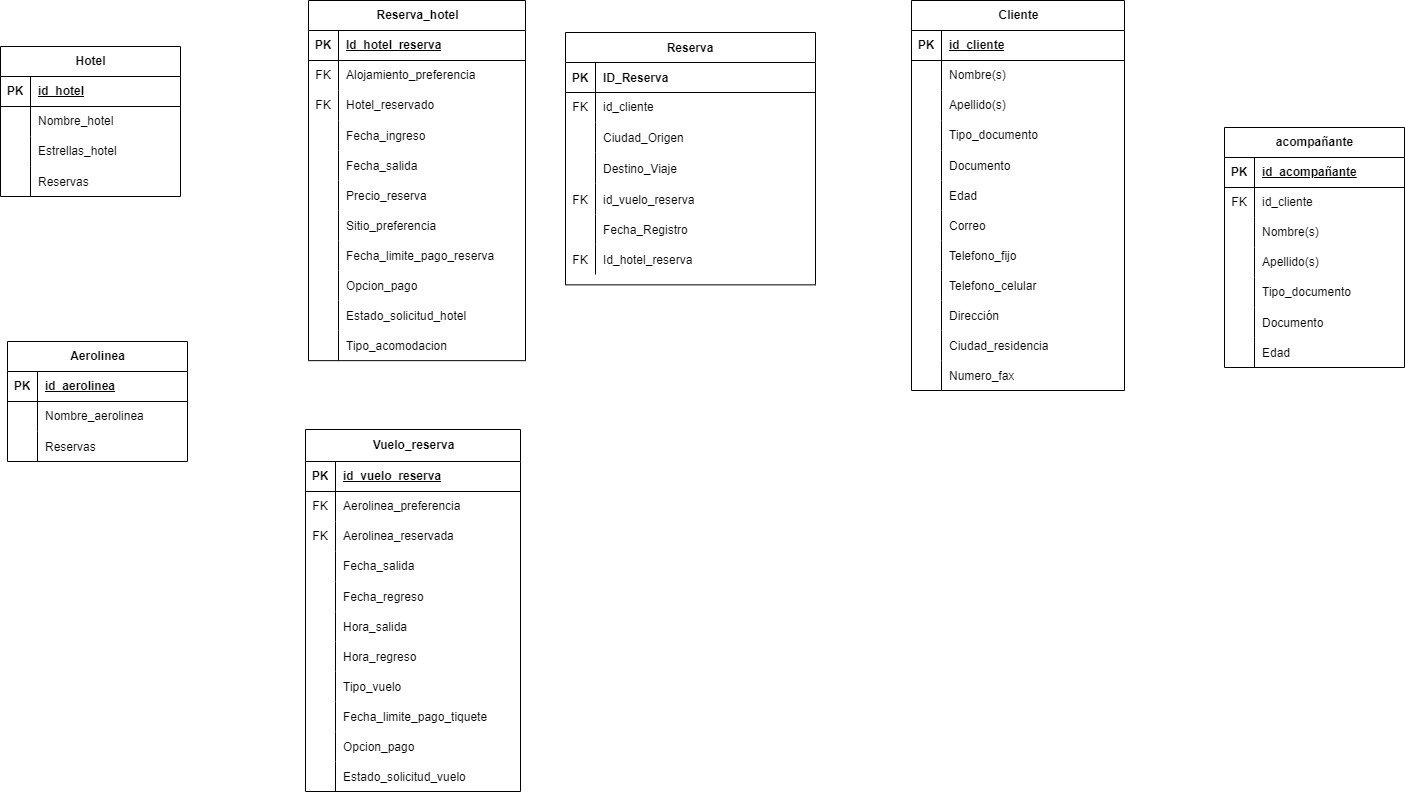 Hotel
PK id_hotel
Nombre_hotel
Estrellas_hotel
Reservas
Reserva_hotel
PK Id_hotel_reserva
FK Alojamiento_preferencia
FK Hotel_reservado
Fecha_ingreso
Fecha_salida
Precio_reserva
Sitio_preferencia
Fecha_limite_pago_reserva
Opcion_pago
Estado_solicitud_hotel
Tipo_acomodacion
Reserva
PK ID_Reserva
FK id_cliente
Ciudad_Origen
Destino_Viaje
FK id_vuelo_reserva
Fecha_Registro
FK Id_hotel_reserva
Cliente
PK id_cliente
Nombre(s)
Apellido(s)
Tipo_documento
Documento
Edad
Correo
Telefono_fijo
Telefono_celular
Dirección
Ciudad_residencia
Numero_fax
acompañante
PK id_acompañante
FK id_cliente
Nombre(s)
Apellido(s)
Tipo_documento
Documento
Edad
Aerolinea
PK id_aerolinea
Nombre_aerolinea
Reservas
Vuelo_reserva
PK id_vuelo_reserva
FK Aerolinea_preferencia
FK Aerolinea_reservada
Fecha_salida
Fecha_regreso
Hora_salida
Hora_regreso
Tipo_vuelo
Fecha_limite_pago_tiquete
Opcion_pago
Estado_solicitud_vuelo